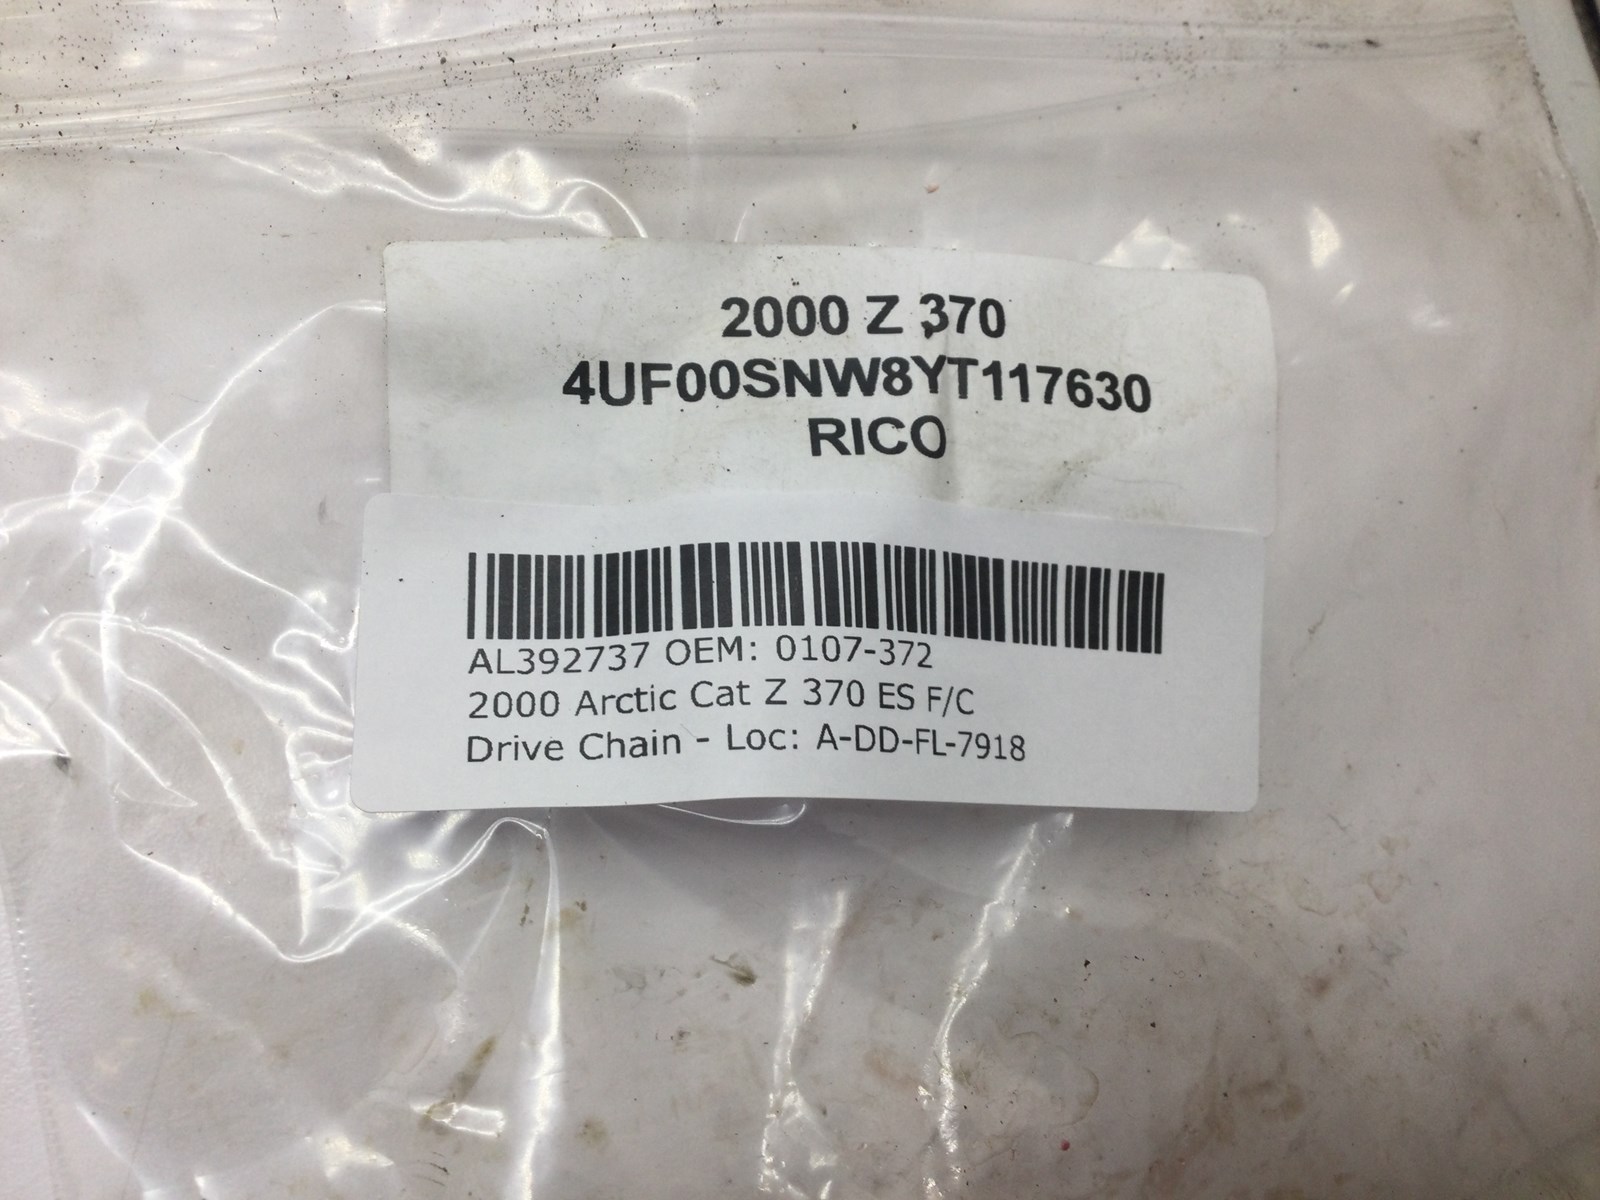 2000 Z 370
4UF00SNW8YT117630
RICO
AL392737 OEM: 0107-372
2000 Arctic Cat Z 370 ES F/C
Drive Chain - Loc: A-DD-FL-7918